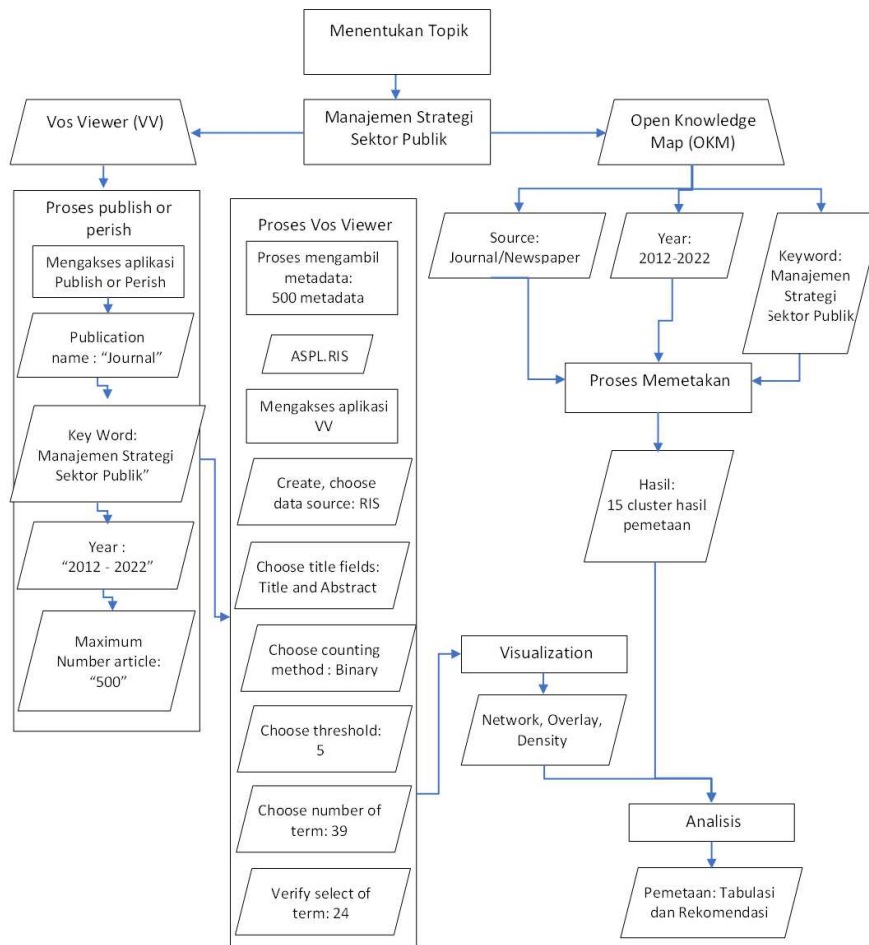 Menentukan Topik
Vos Viewer (VV)
Manajemen Strategi
Sektor Publik
Open Knowledge
Map (OKM)
Proses publish or
perish
Mengakses aplikasi
Publish or Perish
Publication
name : “Journal”
Key Word:
Manajemen Strategi
Sektor Publik”
Year :
“2012 - 2022”
Maximum
Number article:
“500”
Proses Vos Viewer
Proses mengambil
metadata:
500 metadata
ASPL.RIS
Mengakses aplikasi
VV
Create, choose
data source: RIS
Choose title fields:
Title and Abstract
Choose counting
method : Binary
Choose threshold:
5
Choose number of
term: 39
Verify select of
term: 24
Source:
Journal/Newspaper
Year:
2012-2022
Keyword:
Manajemen
Strategi
Sektor Publik
Proses Memetakan
Hasil:
15 cluster hasil
pemetaan
Visualization
Network, Overlay,
Density
Analisis
Pemetaan: Tabulasi
dan Rekomendasi